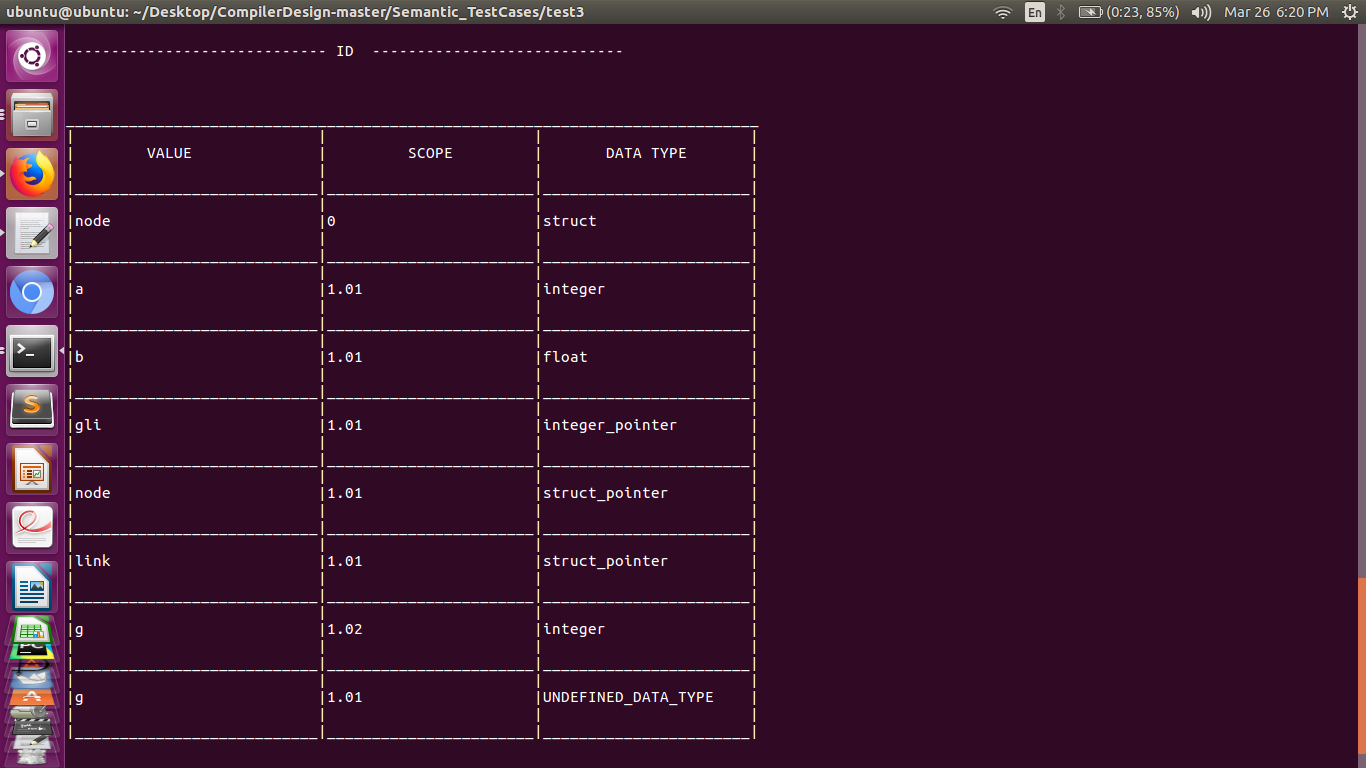 ubuntu@ubuntu: ~/Desktop/CompilerDesign-master/Semantic_TestCases/test3 En (0:23, 85%) Mar 26 6:20 PM
----------------------------- ID ----------------------------
VALUE SCOPE DATA TYPE
node 0 struct
a 1.01 integer
b 1.01 float
gli 1.01 integer_pointer
node 1.01 struct_pointer
link 1.01 struct_pointer
g 1.02 integer
g 1.01 UNDEFINED_DATA_TYPE